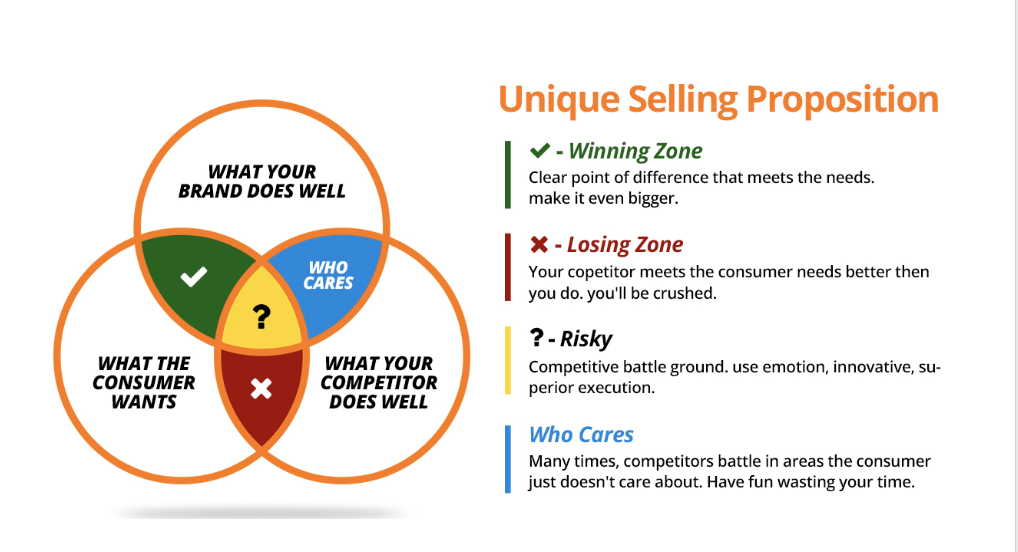 Unique Selling Proposition
WHAT YOUR
BRAND DOES WELL
WHO
CARES
?
WHAT THE
CONSUMER
WANTS
WHAT YOUR
COMPETITOR
DOES WELL
✔ - Winning Zone
Clear point of difference that meets the needs.
make it even bigger.
✖ - Losing Zone
Your copetitor meets the consumer needs better then
you do. you'll be crushed.
? - Risky
Competitive battle ground. use emotion, innovative, su-
perior execution.
Who Cares
Many times, competitors battle in areas the consumer
just doesn't care about. Have fun wasting your time.